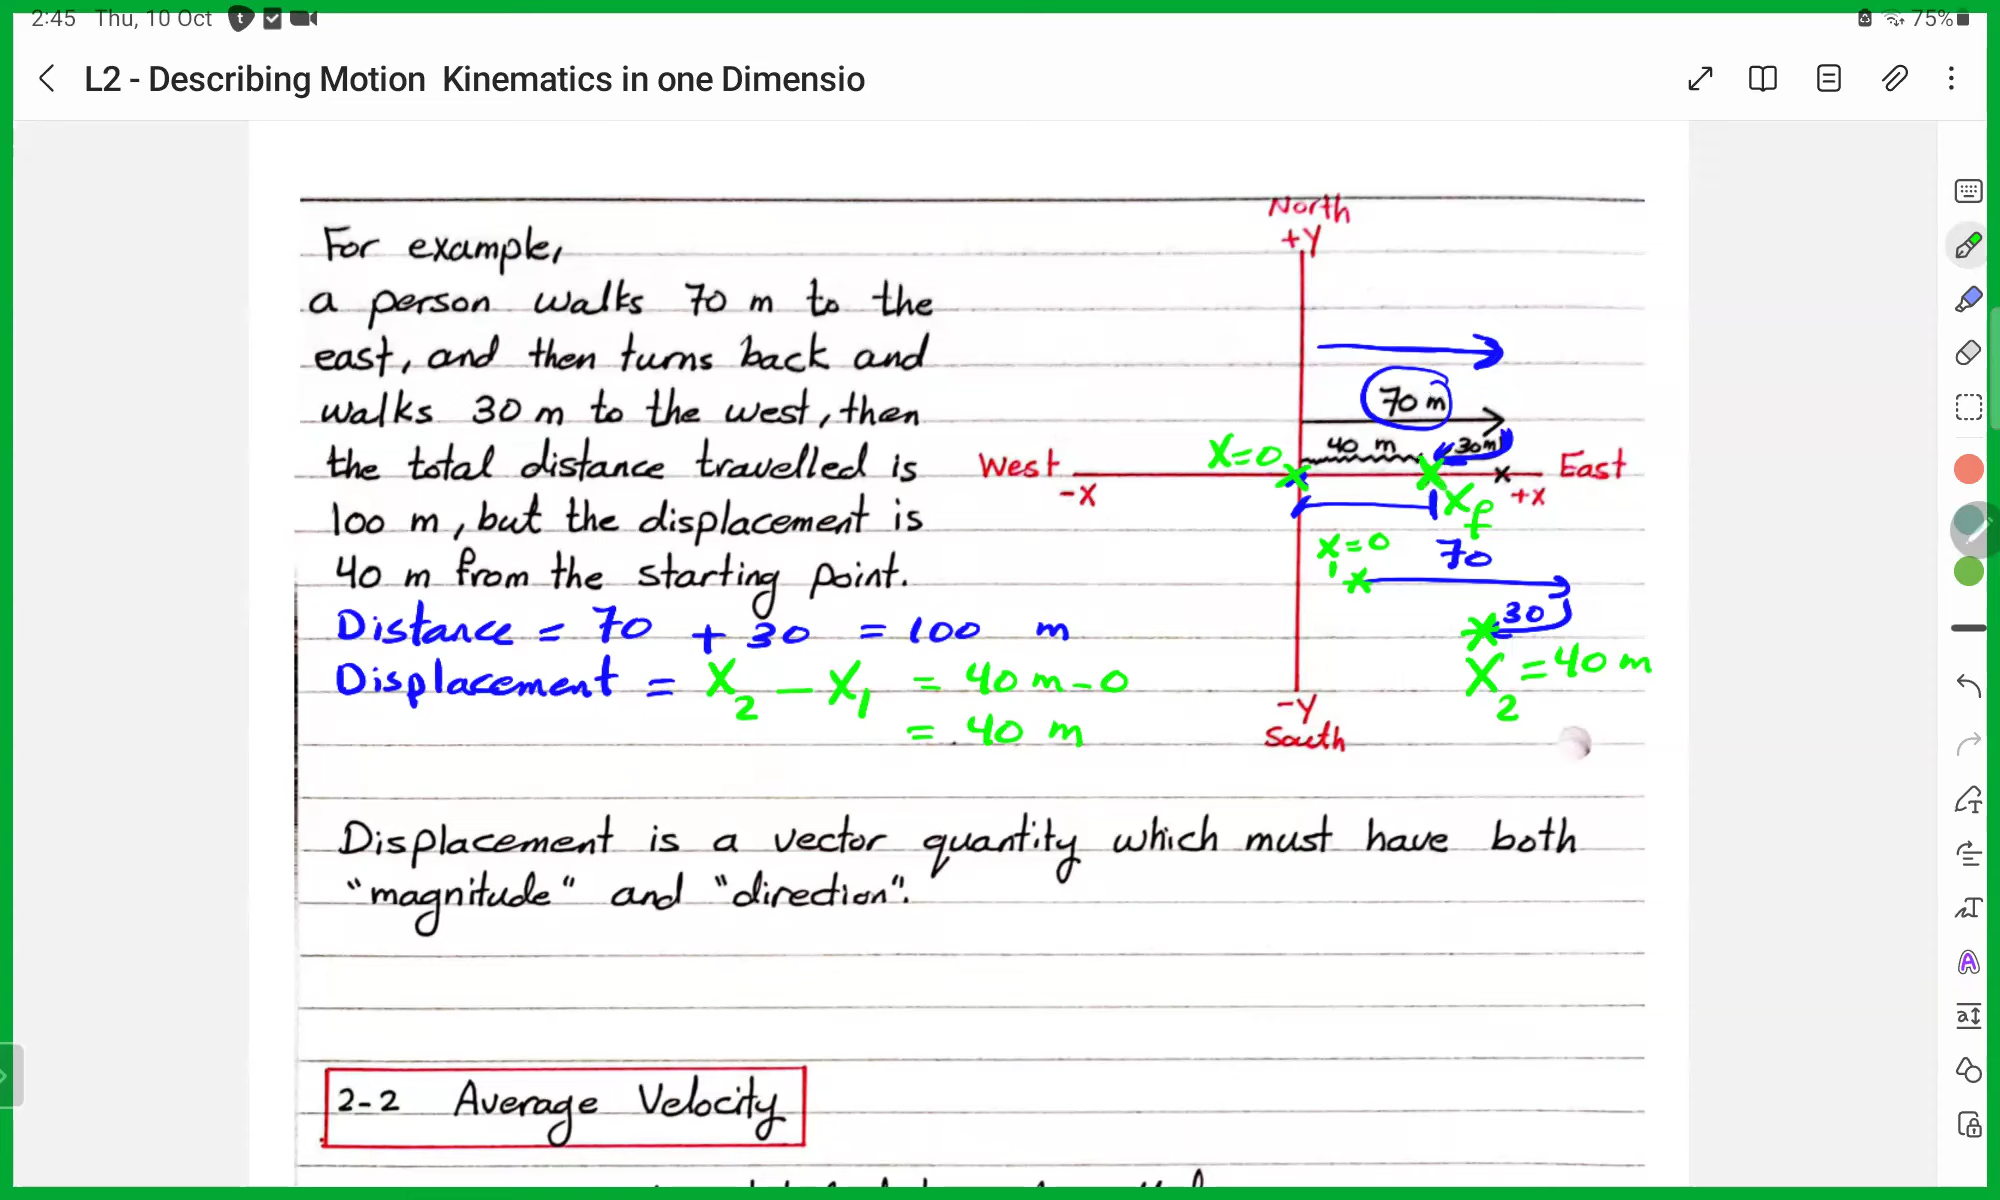 2:45 Thu, 10 Oct
75%
L2 - Describing Motion Kinematics in one Dimensio
For example,
a person walks 70 m to the
east, and then turns back and
walks 30 m to the west, then
the total distance travelled is
100 m, but the displacement is
40 m from the starting point.
Distance = 70 + 30 = 100 m
Displacement = X2 - X1 = 40 m - 0
= 40 m
North
+Y
70 m
40 m 30m
X=0
West East
-X x +X
Xf
X1=0 70
30
X2 = 40 m
-Y
South
Displacement is a vector quantity which must have both
"magnitude" and "direction".
2-2 Average Velocity